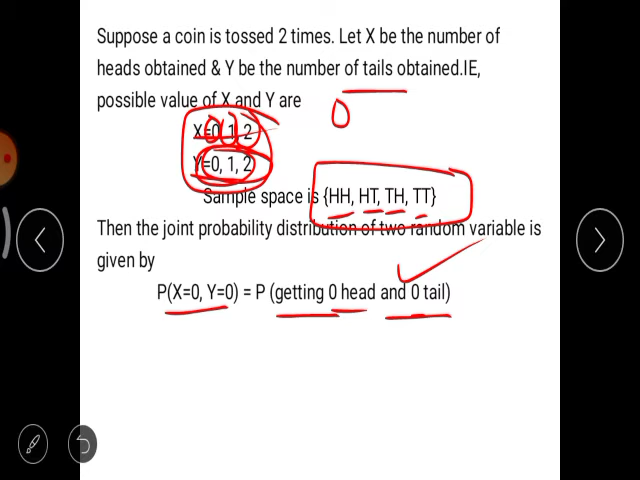 Suppose a coin is tossed 2 times. Let X be the number of
heads obtained & Y be the number of tails obtained.IE,
possible value of X and Y are
0
X=0, 1, 2
Y=0, 1, 2
Sample space is {HH, HT, TH, TT}
Then the joint probability distribution of two random variable is
given by
P(X=0, Y=0) = P (getting 0 head and 0 tail)